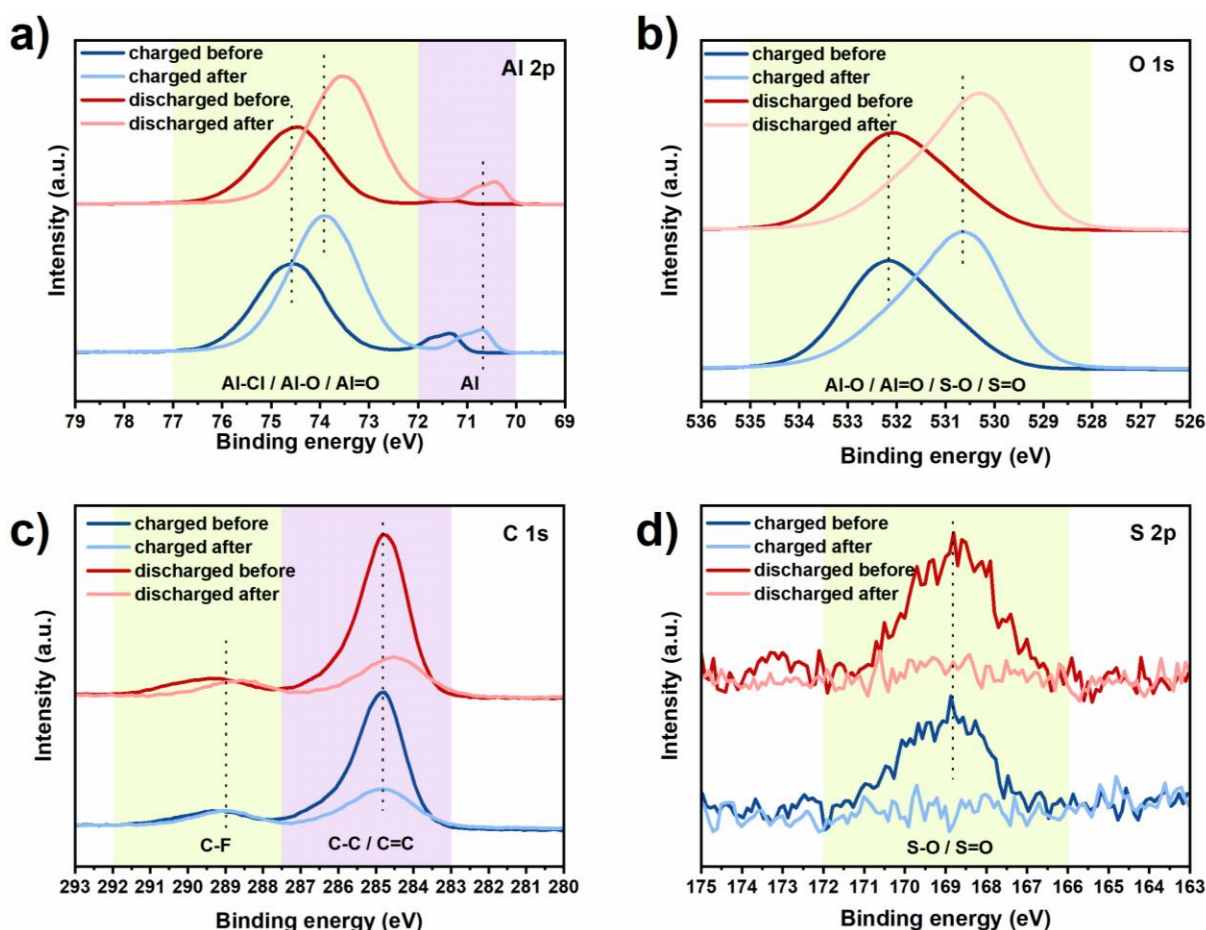 a)
charged before
charged after
discharged before
discharged after
Al 2p
Intensity (a.u.)
Al-Cl / Al-O / Al=O
Al
79 78 77 76 75 74 73 72 71 70 69
Binding energy (eV)
b)
charged before
charged after
discharged before
discharged after
O 1s
Intensity (a.u.)
Al-O / Al=O / S-O / S=O
536 535 534 533 532 531 530 529 528 527 526
Binding energy (eV)
c)
charged before
charged after
discharged before
discharged after
C 1s
Intensity (a.u.)
C-F
C-C / C=C
293 292 291 290 289 288 287 286 285 284 283 282 281 280
Binding energy (eV)
d)
charged before
charged after
discharged before
discharged after
S 2p
Intensity (a.u.)
S-O / S=O
175 174 173 172 171 170 169 168 167 166 165 164 163
Binding energy (eV)